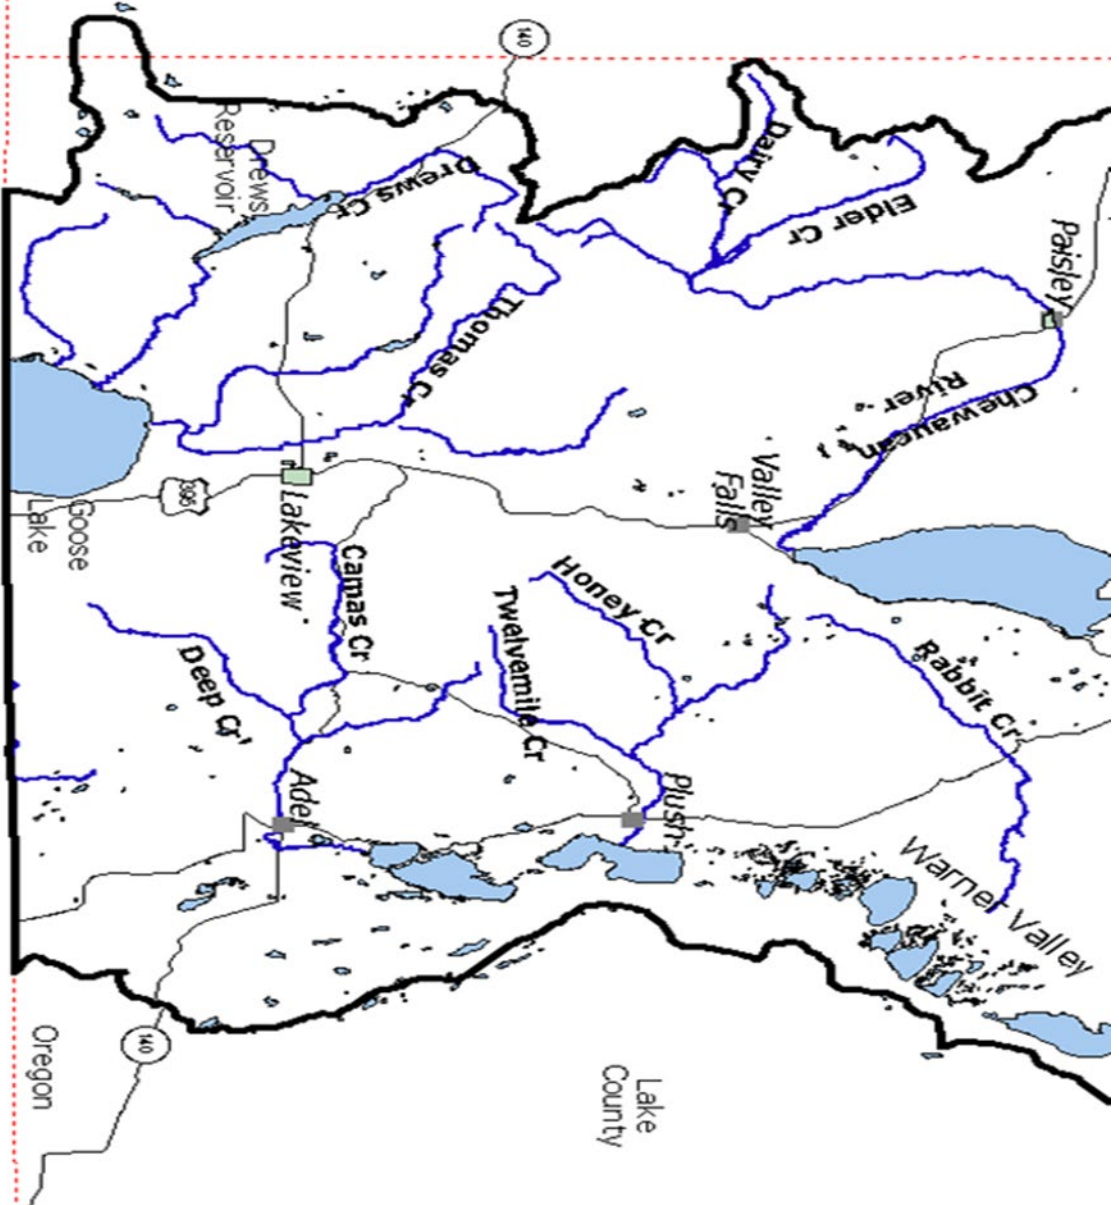 140
Dairy Cr
Elder Cr
Paisley
Drews
Reservoir
Drews Cr
Thomas Cr
Chewaucan
River
Valley
Falls
395
Lakeview
Goose
Lake
Camas Cr
Honey Cr
Twelvemile Cr
Deep Cr
Rabbit Cr
Adel
Plush
Warner Valley
140
Oregon
Lake
County